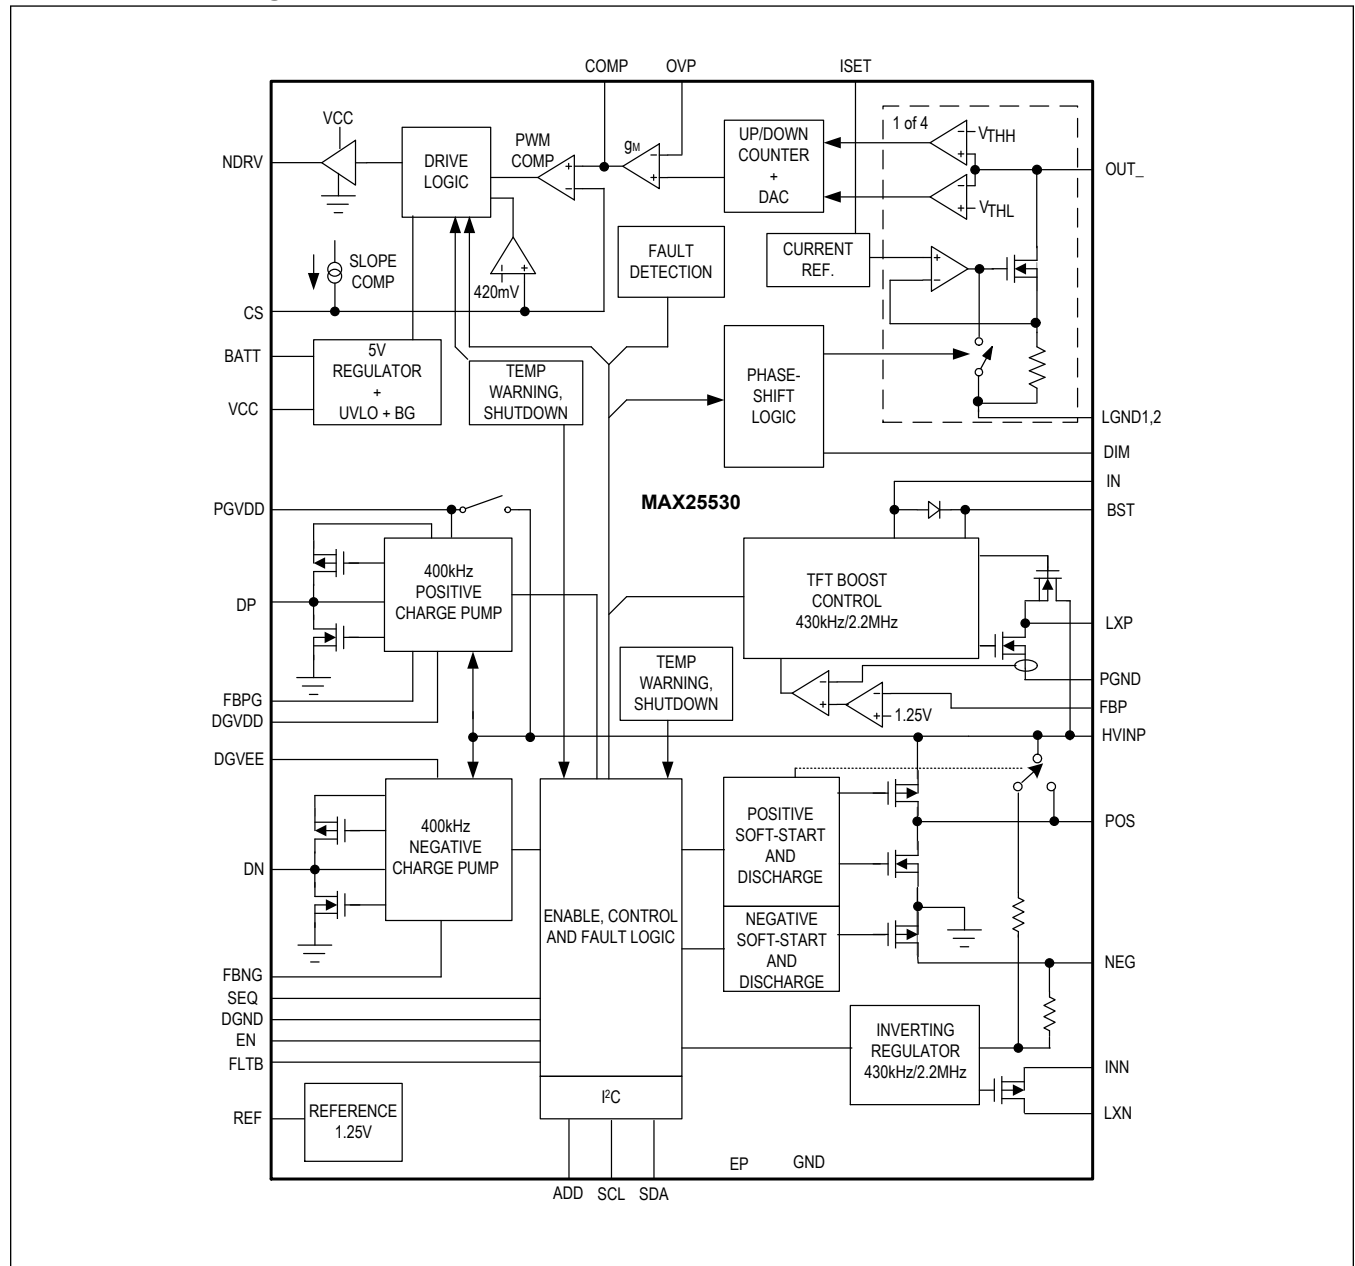 COMP OVP ISET
VCC
NDRV
DRIVE
LOGIC
PWM
COMP
+
−
gM
−
+
UP/DOWN
COUNTER
+
DAC
1 of 4
−
+
VTHH
−
+
VTHL
OUT_
SLOPE
COMP
−
+
420mV
FAULT
DETECTION
CURRENT
REF.
+
−
CS
BATT
VCC
5V
REGULATOR
+
UVLO + BG
TEMP
WARNING,
SHUTDOWN
PHASE-
SHIFT
LOGIC
LGND1,2
DIM
MAX25530
IN
BST
PGVDD
400kHz
POSITIVE
CHARGE PUMP
DP
TFT BOOST
CONTROL
430kHz/2.2MHz
LXP
TEMP
WARNING,
SHUTDOWN
PGND
−
+
−
+
1.25V
FBP
FBPG
DGVDD
HVINP
DGVEE
400kHz
NEGATIVE
CHARGE PUMP
DN
POSITIVE
SOFT-START
AND
DISCHARGE
POS
ENABLE, CONTROL
AND FAULT LOGIC
NEGATIVE
SOFT-START
AND
DISCHARGE
NEG
FBNG
SEQ
DGND
EN
FLTB
INVERTING
REGULATOR
430kHz/2.2MHz
INN
LXN
I²C
REF
REFERENCE
1.25V
EP GND
ADD SCL SDA